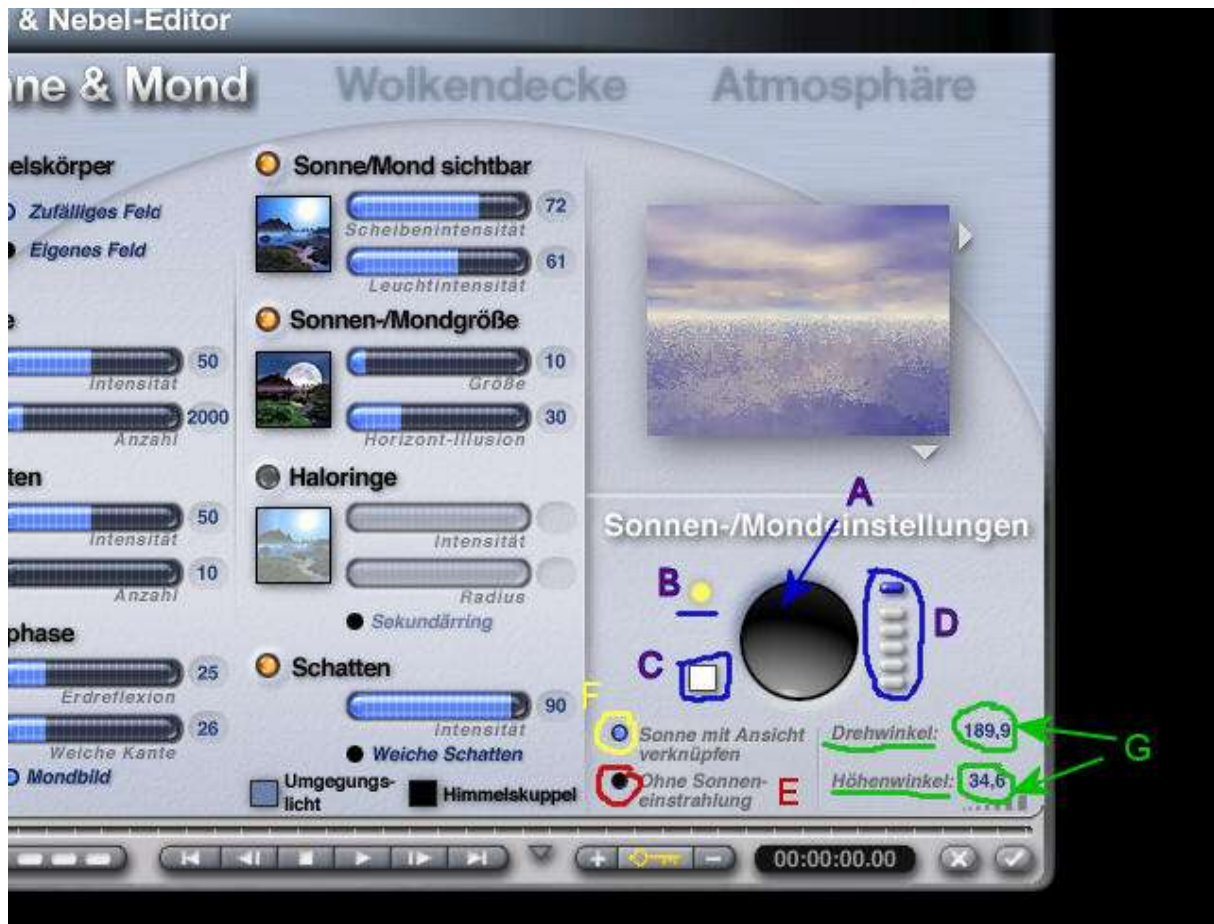 & Nebel-Editor
ne & Mond
Wolkendecke
Atmosphäre
elskörper
Zufälliges Feld
Eigenes Feld
e
50
Intensität
2000
Anzahl
ten
50
Intensität
10
Anzahl
phase
25
Erdreflexion
26
Weiche Kante
Mondbild
Sonne/Mond sichtbar
72
Scheibenintensität
61
Leuchtintensität
Sonnen-/Mondgröße
10
Größe
30
Horizont-Illusion
Haloringe
Intensität
Radius
Sekundärring
Schatten
90
Intensität
Weiche Schatten
Umgegungs-
licht
Himmelskuppel
A
Sonnen-/Mondeinstellungen
B
D
C
F
Sonne mit Ansicht
verknüpfen
Ohne Sonnen-
einstrahlung
E
Drehwinkel: 189,9
G
Höhenwinkel: 34,6
00:00:00.00